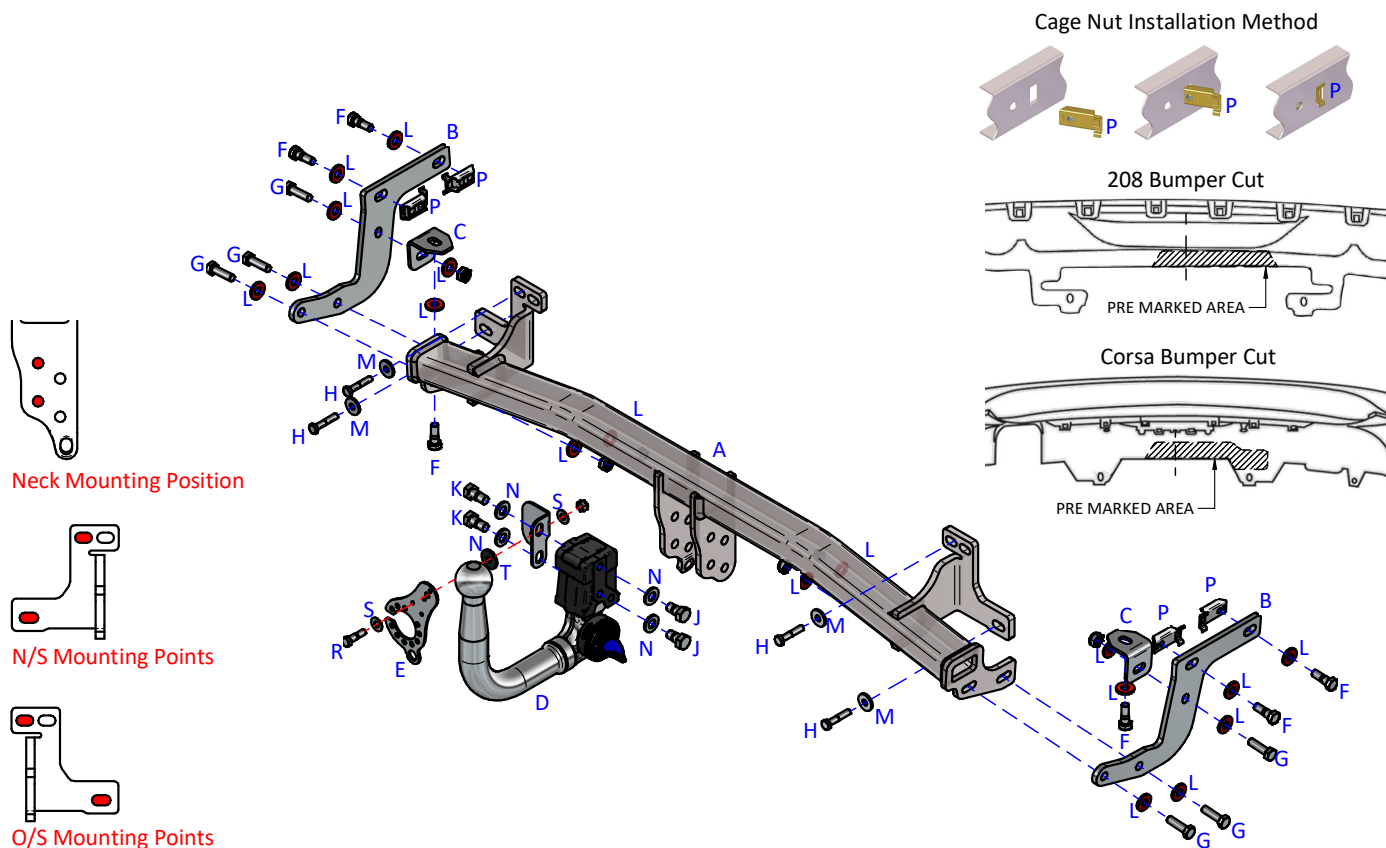 Cage Nut Installation Method
P
P
P
208 Bumper Cut
PRE MARKED AREA
Corsa Bumper Cut
PRE MARKED AREA
F
L
B
F
L
P
G
L
P
C
G
L
L
G
L
L
M
H
M
H
F
L
L
A
Neck Mounting Position
K
N
S
K
N
T
N
J
N
J
S
R
E
D
L
L
H
M
H
M
P
B
C
P
L
L
L
F
L
F
L
F
G
L
L
G
G
N/S Mounting Points
O/S Mounting Points